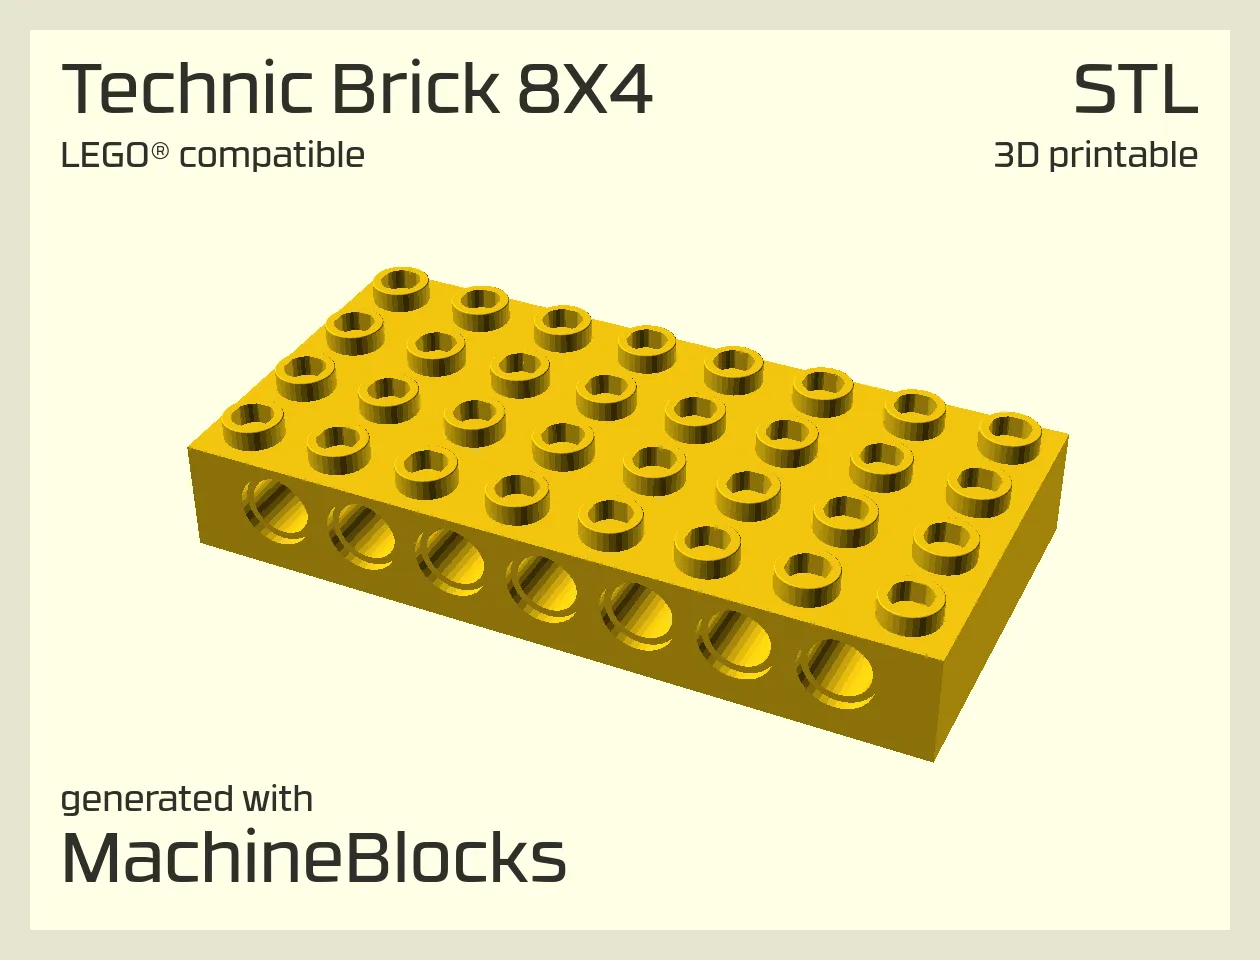 Technic Brick 8X4
STL
LEGO® compatible
3D printable
generated with
MachineBlocks